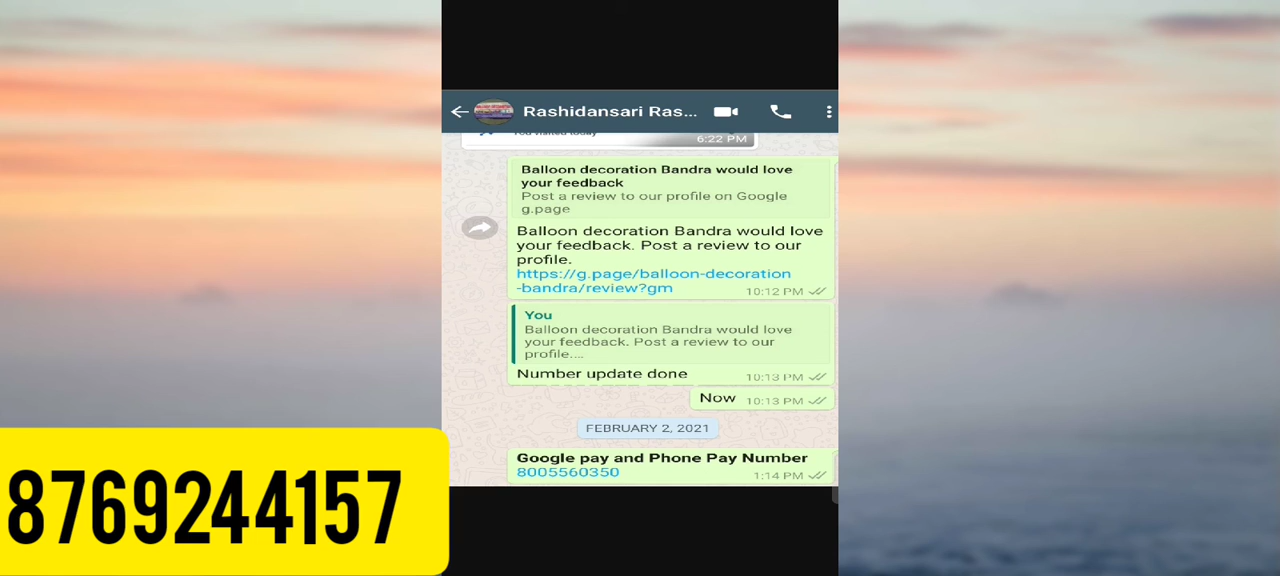 Rashidansari Ras...
You visited today
6:22 PM
Balloon decoration Bandra would love
your feedback
Post a review to our profile on Google
g.page
Balloon decoration Bandra would love
your feedback. Post a review to our
profile.
https://g.page/balloon-decoration
-bandra/review?gm
10:12 PM
You
Balloon decoration Bandra would love
your feedback. Post a review to our
profile....
Number update done
10:13 PM
Now 10:13 PM
FEBRUARY 2, 2021
Google pay and Phone Pay Number
8005560350
1:14 PM
8769244157